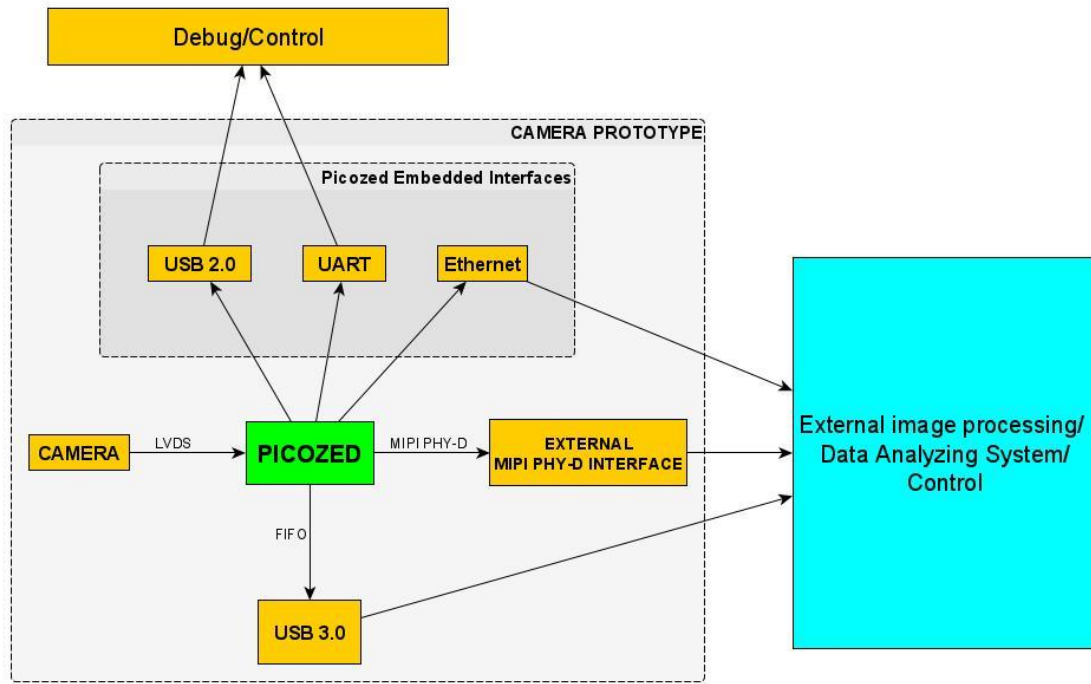 Debug/Control
CAMERA PROTOTYPE
Picozed Embedded Interfaces
USB 2.0
UART
Ethernet
CAMERA
LVDS
PICOZED
MIPI PHY-D
EXTERNAL
MIPI PHY-D INTERFACE
External image processing/
Data Analyzing System/
Control
FIFO
USB 3.0